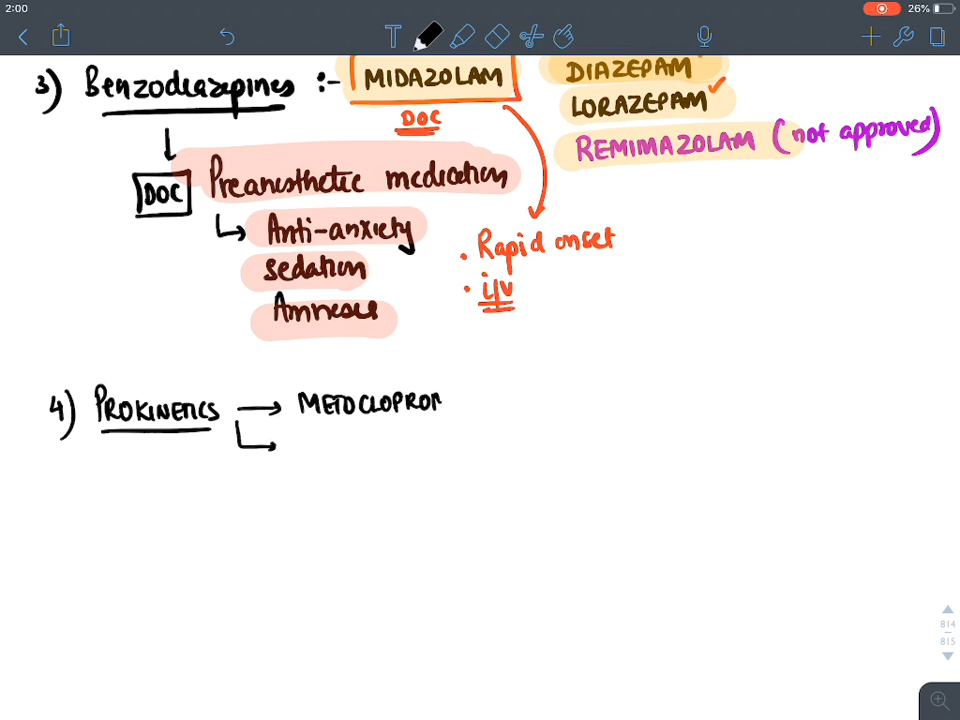 2:00
26%
T
DIAZEPAM
3) Benzodiazepines :- MIDAZOLAM
LORAZEPAM
DOC
REMIMAZOLAM (not approved)
DOC Preanesthetic medication
Anti-anxiety
• Rapid onset
sedation
• i/v
Amnesia
4) PROKINETICS → METOCLOPROM
814
815